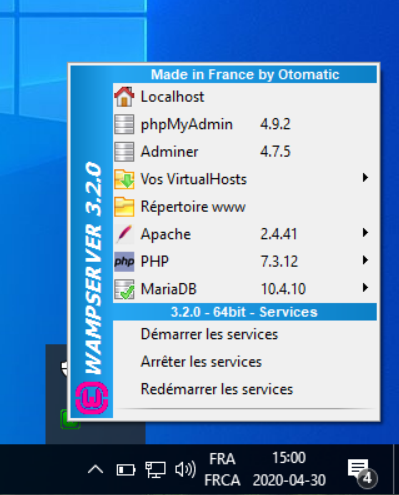 Made in France by Otomatic
Localhost
phpMyAdmin 4.9.2
Adminer 4.7.5
Vos VirtualHosts
Répertoire www
Apache 2.4.41
php PHP 7.3.12
MariaDB 10.4.10
3.2.0 - 64bit - Services
Démarrer les services
Arrêter les services
Redémarrer les services
WAMPSERVER 3.2.0
FRA 15:00
FRCA 2020-04-30
4